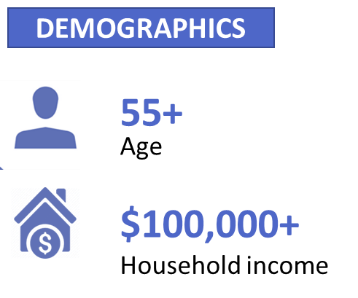 DEMOGRAPHICS
55+
Age
$
$100,000+
Household income